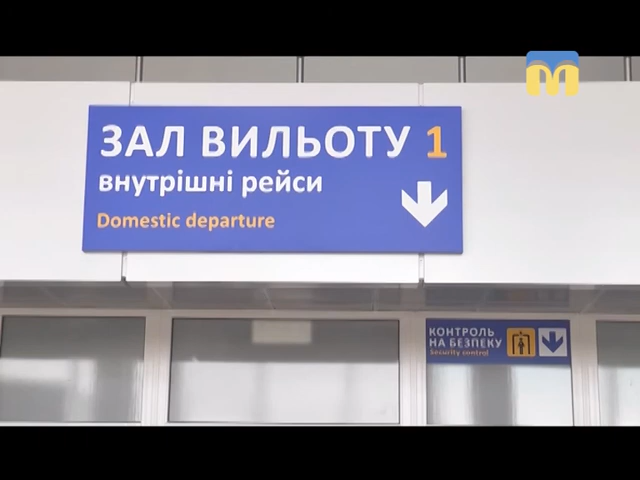 ЗАЛ ВИЛЬОТУ 1
внутрішні рейси
Domestic departure
КОНТРОЛЬ
НА БЕЗПЕКУ
Security control